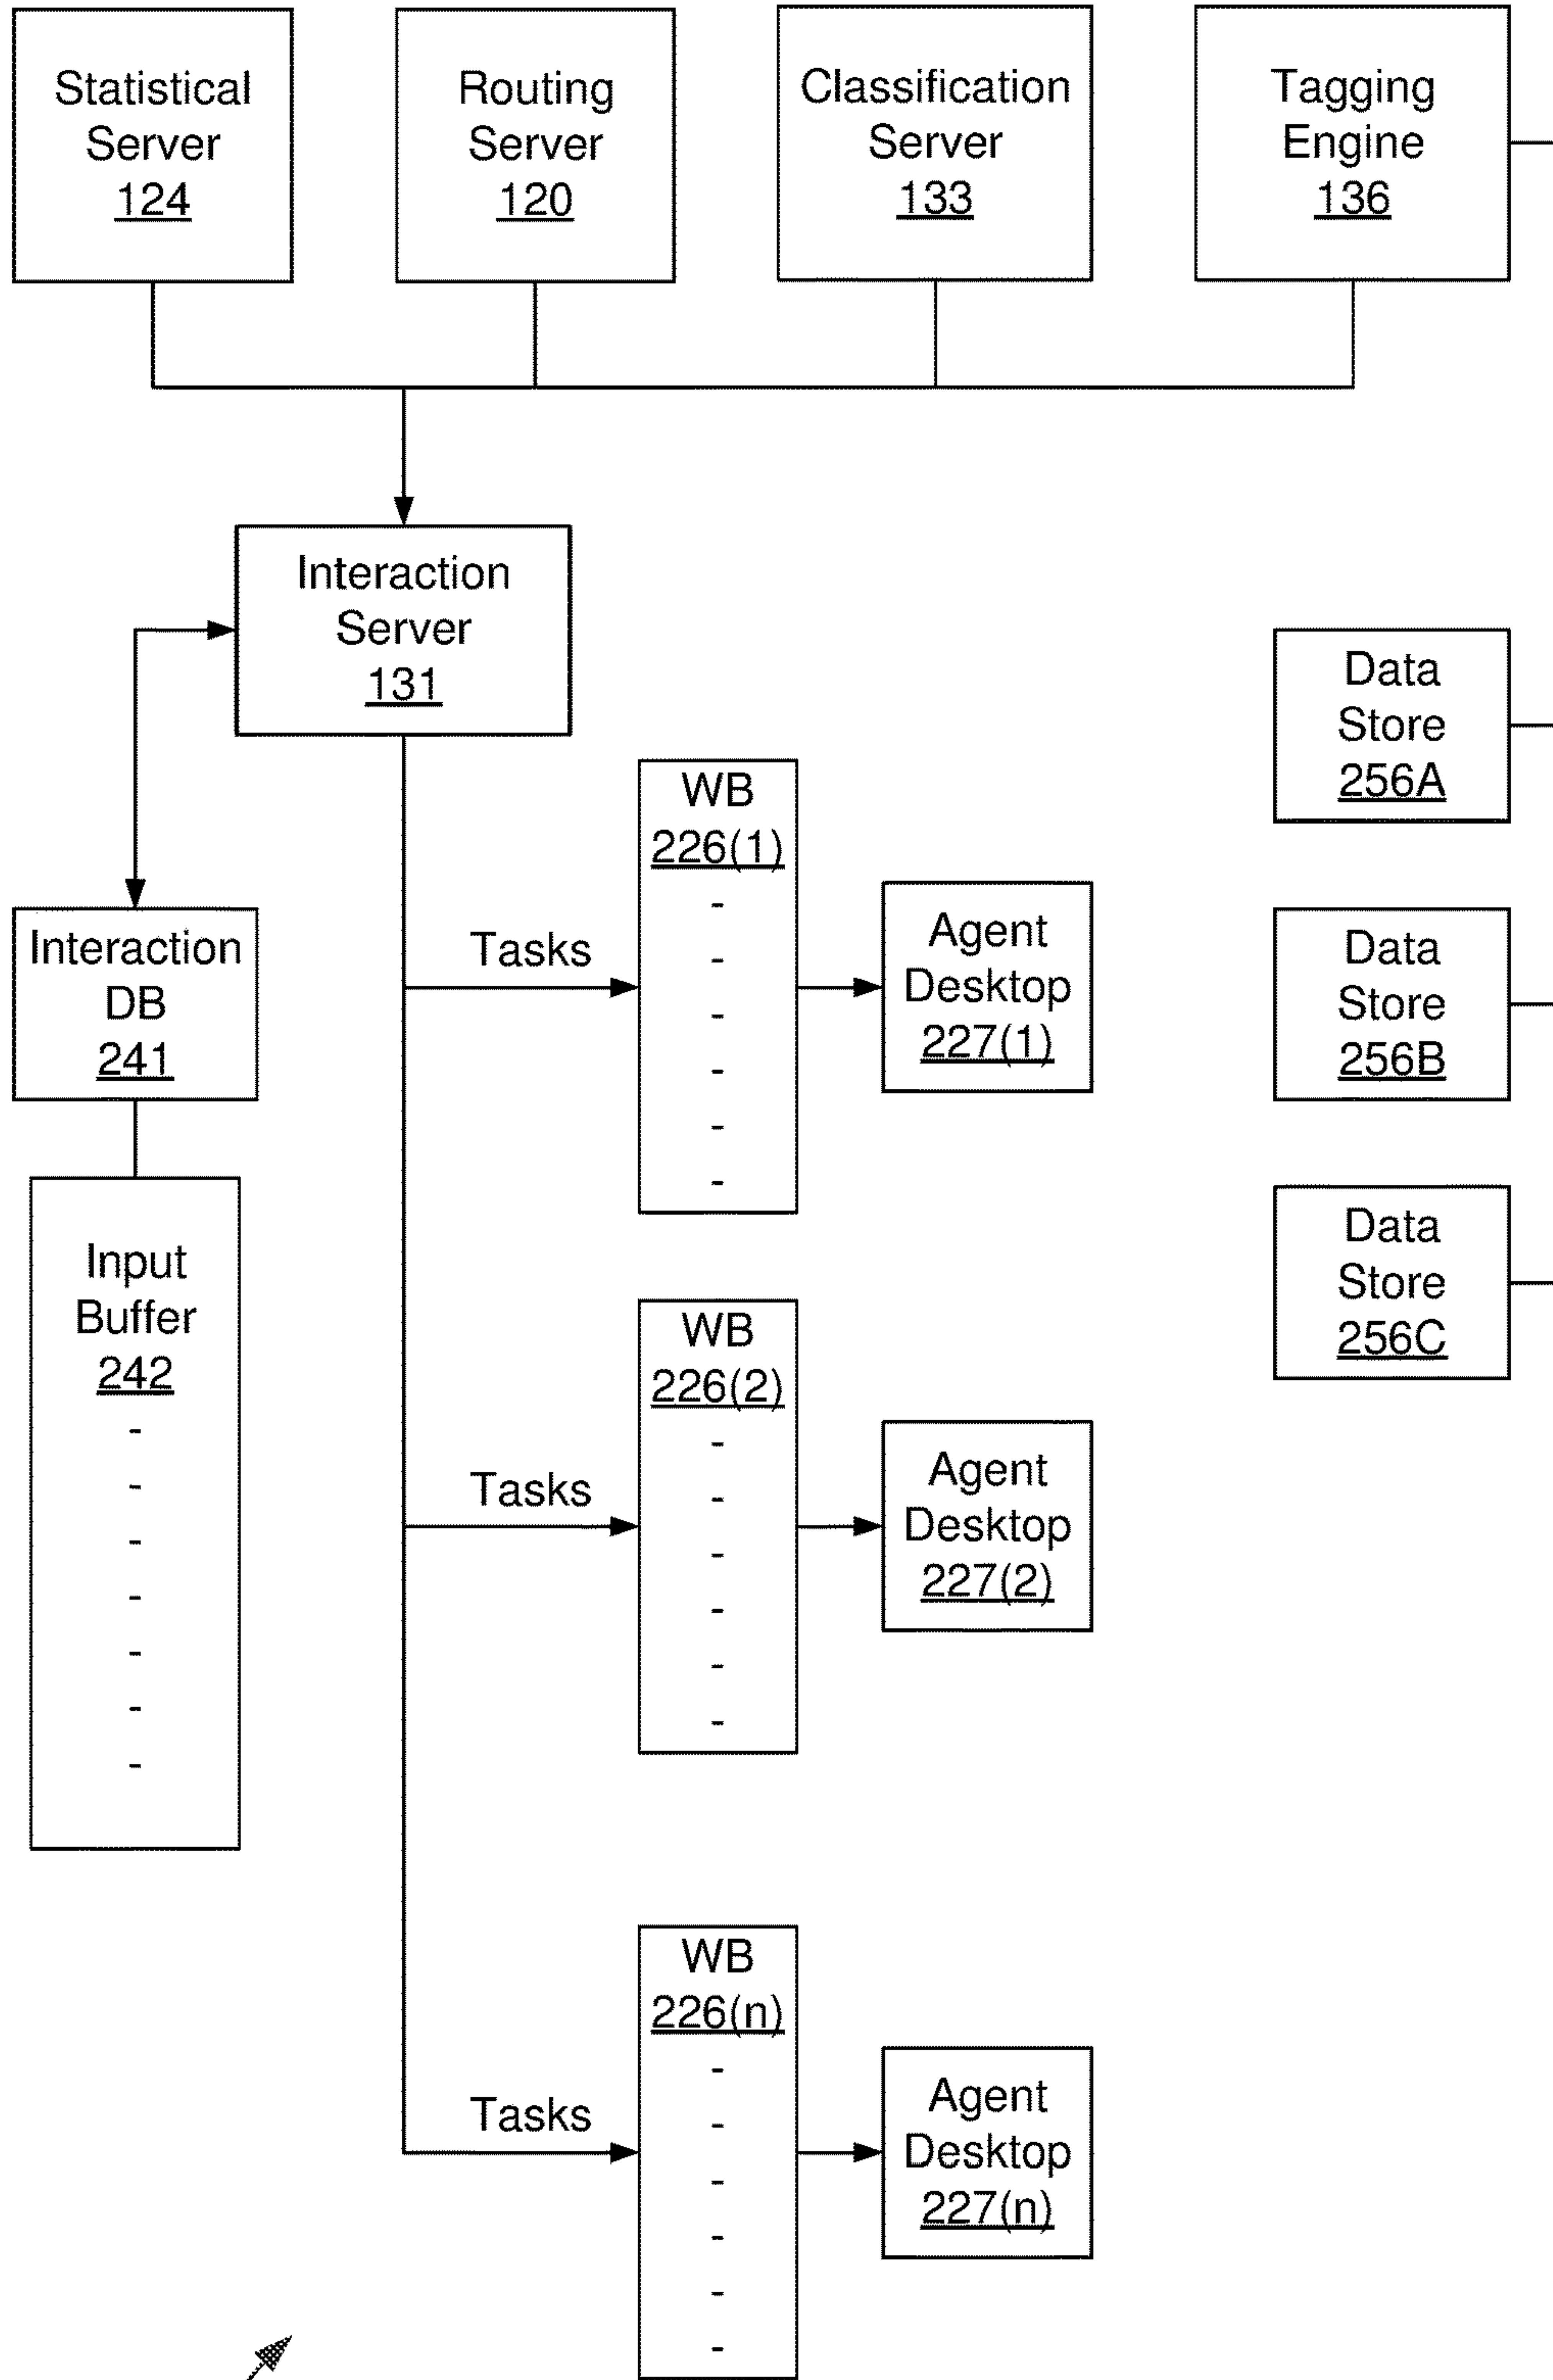 Statistical
Server
124
Routing
Server
120
Classification
Server
133
Tagging
Engine
136
Interaction
Server
131
Data
Store
256A
WB
226(1)
-
-
-
-
-
-
Tasks
Agent
Desktop
227(1)
Interaction
DB
241
Data
Store
256B
Input
Buffer
242
-
-
-
-
-
-
-
Data
Store
256C
WB
226(2)
-
-
-
-
-
-
Tasks
Agent
Desktop
227(2)
WB
226(n)
-
-
-
-
-
-
Tasks
Agent
Desktop
227(n)